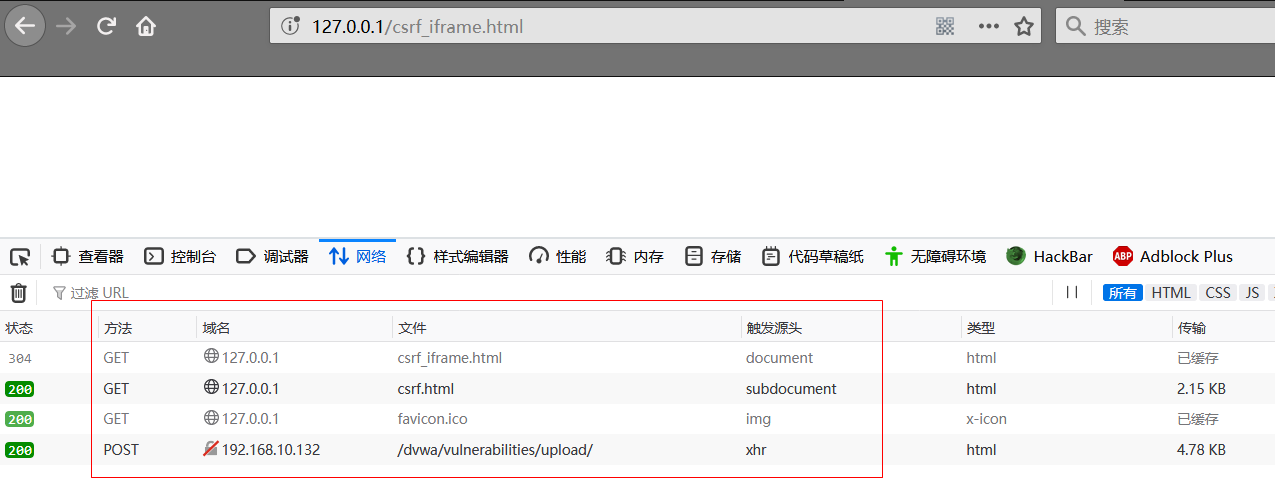 127.0.0.1/csrf_iframe.html 搜索
查看器 控制台 调试器 网络 样式编辑器 性能 内存 存储 代码草稿纸 无障碍环境 HackBar ABP Adblock Plus
过滤 URL 所有 HTML CSS JS
状态 方法 域名 文件 触发源头 类型 传输
304 GET 127.0.0.1 csrf_iframe.html document html 已缓存
200 GET 127.0.0.1 csrf.html subdocument html 2.15 KB
200 GET 127.0.0.1 favicon.ico img x-icon 已缓存
200 POST 192.168.10.132 /dvwa/vulnerabilities/upload/ xhr html 4.78 KB